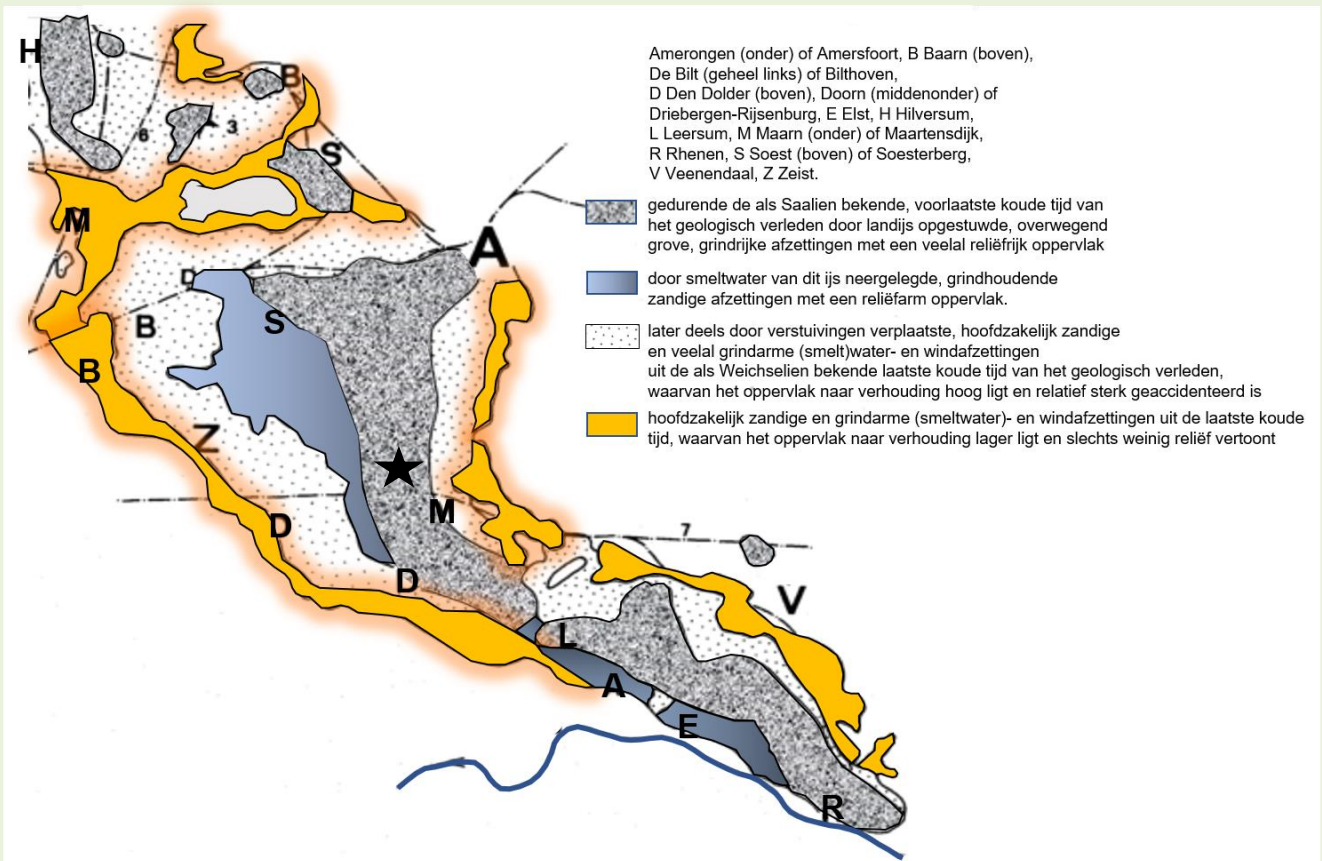 Amerongen (onder) of Amersfoort, B Baarn (boven),
De Bilt (geheel links) of Bilthoven,
D Den Dolder (boven), Doorn (middenonder) of
Driebergen-Rijsenburg, E Elst, H Hilversum,
L Leersum, M Maarn (onder) of Maartensdijk,
R Rhenen, S Soest (boven) of Soesterberg,
V Veenendaal, Z Zeist.
gedurende de als Saalien bekende, voorlaatste koude tijd van
het geologisch verleden door landijs opgestuwde, overwegend
grove, grindrijke afzettingen met een veelal reliëfrijk oppervlak
door smeltwater van dit ijs neergelegde, grindhoudende
zandige afzettingen met een reliëfarm oppervlak.
later deels door verstuivingen verplaatste, hoofdzakelijk zandige
en veelal grindarme (smelt)water- en windafzettingen
uit de als Weichselien bekende laatste koude tijd van het geologisch verleden,
waarvan het oppervlak naar verhouding hoog ligt en relatief sterk geaccidenteerd is
hoofdzakelijk zandige en grindarme (smeltwater)- en windafzettingen uit de laatste koude
tijd, waarvan het oppervlak naar verhouding lager ligt en slechts weinig reliëf vertoont
H
B
6
3
S
M
A
D
S
B
B
Z
M
D
7
D
V
L
A
E
R